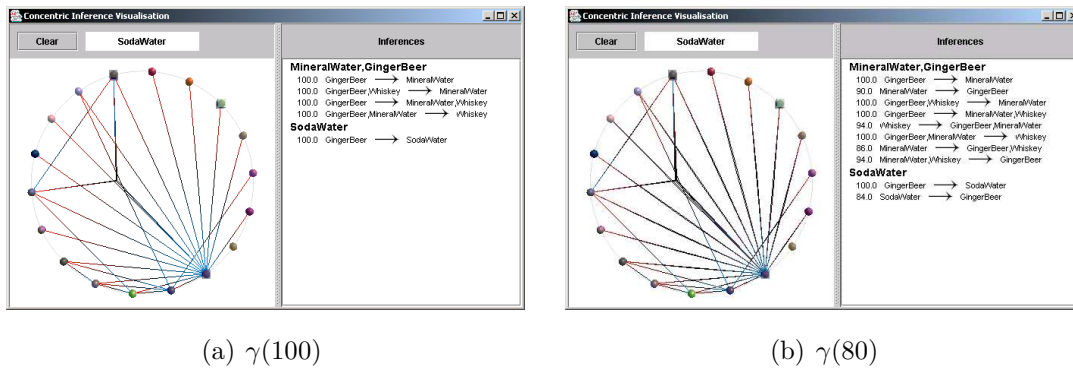 Concentric Inference Visualisation
Clear SodaWater Inferences
MineralWater,GingerBeer
100.0 GingerBeer → MineralWater
100.0 GingerBeer,Whiskey → MineralWater
100.0 GingerBeer → MineralWater,Whiskey
100.0 GingerBeer,MineralWater → Whiskey
SodaWater
100.0 GingerBeer → SodaWater
(a) γ(100)
Concentric Inference Visualisation
Clear SodaWater Inferences
MineralWater,GingerBeer
100.0 GingerBeer → MineralWater
90.0 MineralWater → GingerBeer
100.0 GingerBeer,Whiskey → MineralWater
100.0 GingerBeer → MineralWater,Whiskey
94.0 Whiskey → GingerBeer,MineralWater
100.0 GingerBeer,MineralWater → Whiskey
86.0 MineralWater → GingerBeer,Whiskey
94.0 MineralWater,Whiskey → GingerBeer
SodaWater
100.0 GingerBeer → SodaWater
84.0 SodaWater → GingerBeer
(b) γ(80)